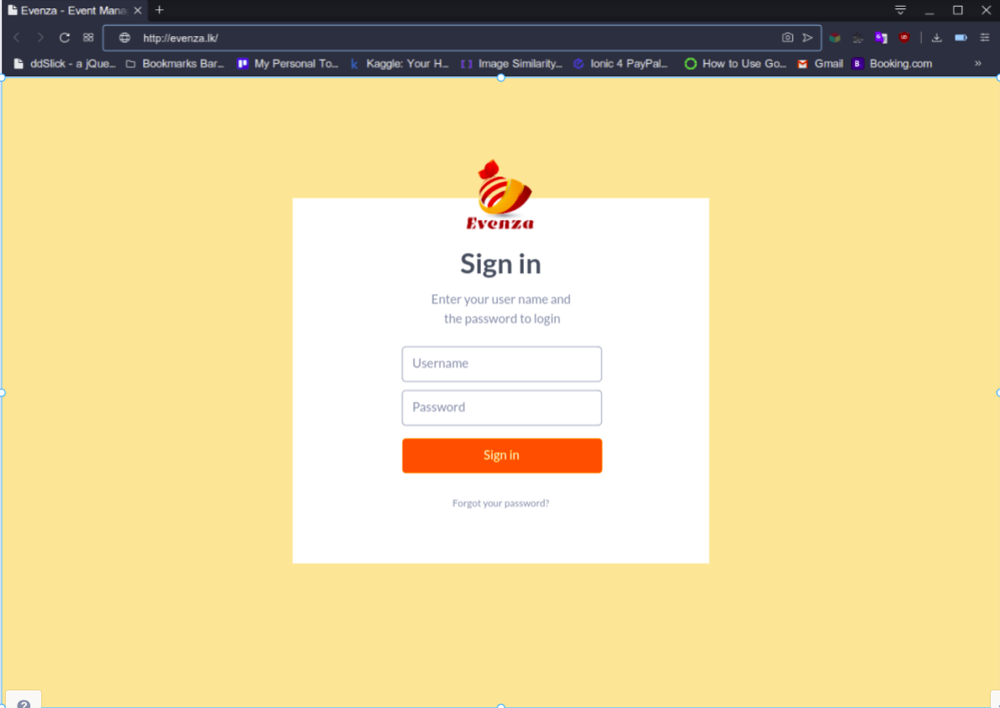 Evenza - Event Mana
http://evenza.lk/
ddSlick - a jQue... Bookmarks Bar... My Personal To... Kaggle: Your H... Image Similarity... Ionic 4 PayPal... How to Use Go... Gmail Booking.com »
Evenza
Sign in
Enter your user name and
the password to login
Username
Password
Sign in
Forgot your password?
?